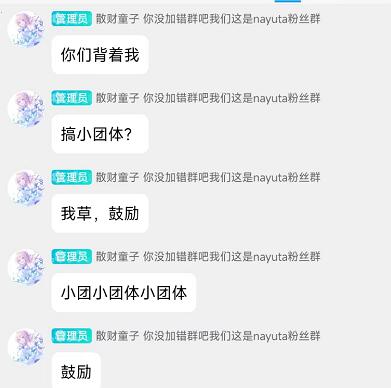 管理员 散财童子 你没加错群吧我们这是nayuta粉丝群
你们背着我
管理员 散财童子 你没加错群吧我们这是nayuta粉丝群
搞小团体？
管理员 散财童子 你没加错群吧我们这是nayuta粉丝群
我草，鼓励
管理员 散财童子 你没加错群吧我们这是nayuta粉丝群
小团小团体小团体
管理员 散财童子 你没加错群吧我们这是nayuta粉丝群
鼓励